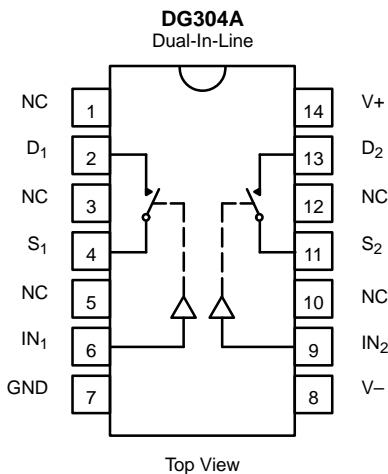 DG304A
Dual-In-Line
NC 1 14 V+
D1 2 13 D2
NC 3 12 NC
S1 4 11 S2
NC 5 10 NC
IN1 6 9 IN2
GND 7 8 V–
Top View